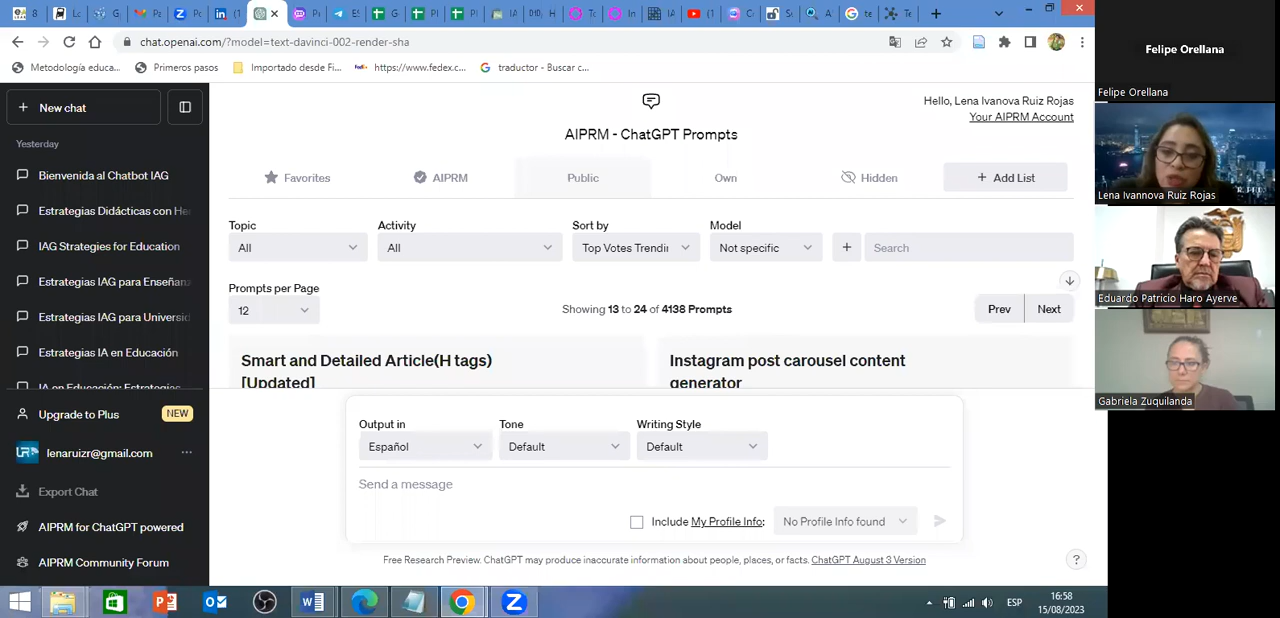 chat.openai.com/?model=text-davinci-002-render-sha
Metodología educa...
Primeros pasos
Importado desde Fi...
https://www.fedex.c...
traductor - Buscar c...
New chat
Yesterday
Bienvenida al Chatbot IAG
Estrategias Didácticas con He
IAG Strategies for Education
Estrategias IAG para Enseñan
Estrategias IAG para Universid
Estrategias IA en Educación
IA en Educación: Estrategias
Upgrade to Plus
NEW
lenaruizr@gmail.com
Export Chat
AIPRM for ChatGPT powered
AIPRM Community Forum
Hello, Lena Ivanova Ruiz Rojas
Your AIPRM Account
AIPRM - ChatGPT Prompts
Favorites
AIPRM
Public
Own
Hidden
+ Add List
Topic
Activity
Sort by
Model
All
All
Top Votes Trendin
Not specific
+
Search
Prompts per Page
12
Showing 13 to 24 of 4138 Prompts
Prev
Next
Smart and Detailed Article(H tags)
[Updated]
Instagram post carousel content
generator
Output in
Tone
Writing Style
Español
Default
Default
Send a message
Include My Profile Info:
No Profile Info found
Free Research Preview. ChatGPT may produce inaccurate information about people, places, or facts. ChatGPT August 3 Version
?
ESP
16:58
15/08/2023
Felipe Orellana
Felipe Orellana
Lena Ivannova Ruiz Rojas
Eduardo Patricio Haro Ayerve
Gabriela Zuquilanda